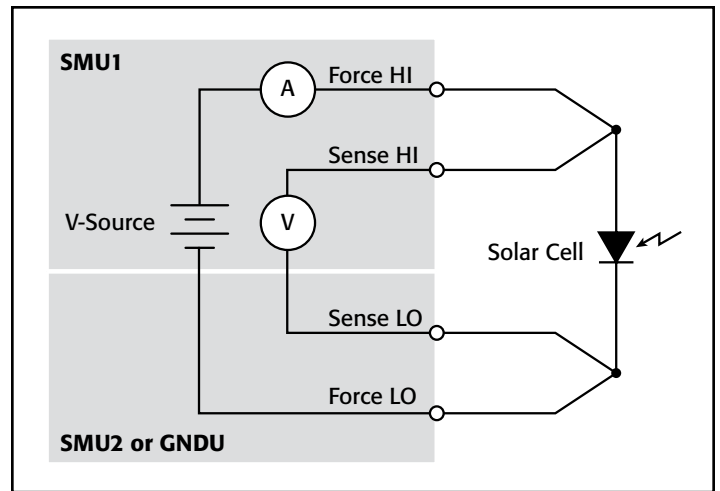 SMU1
A
Force HI
Sense HI
V-Source
V
Solar Cell
Sense LO
Force LO
SMU2 or GNDU